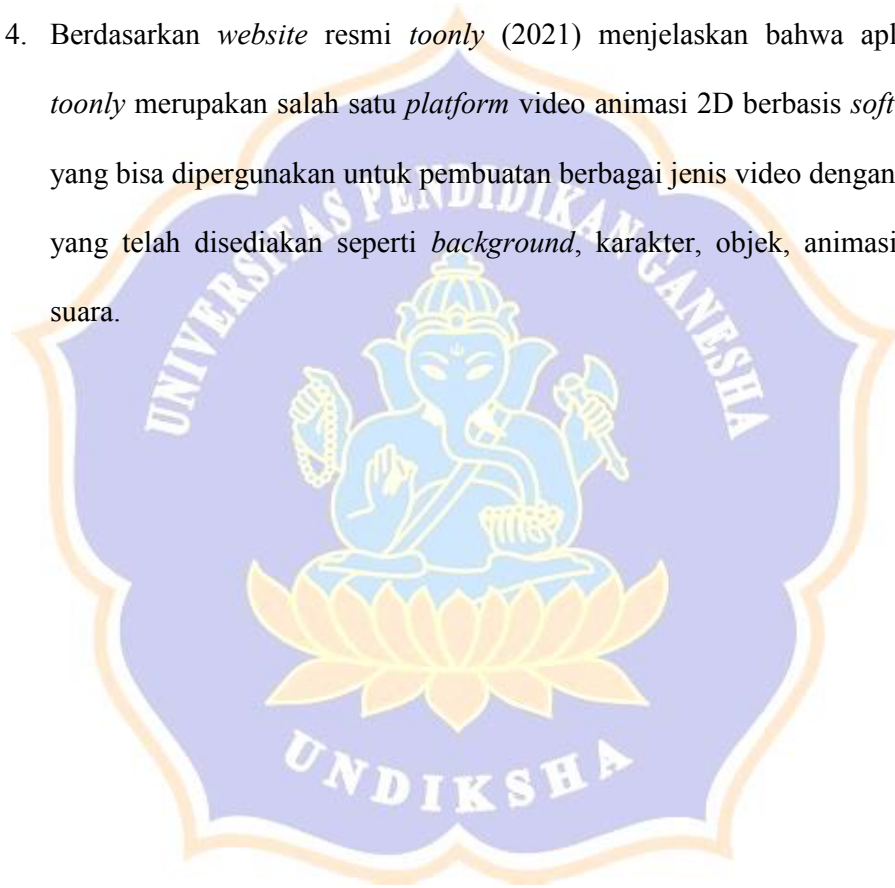 4. Berdasarkan website resmi toonly (2021) menjelaskan bahwa apl
toonly merupakan salah satu platform video animasi 2D berbasis soft
yang bisa dipergunakan untuk pembuatan berbagai jenis video dengan
yang telah disediakan seperti background, karakter, objek, animasi
suara.
UNIVERSITAS PENDIDIKAN GANESHA
UNDIKSHA